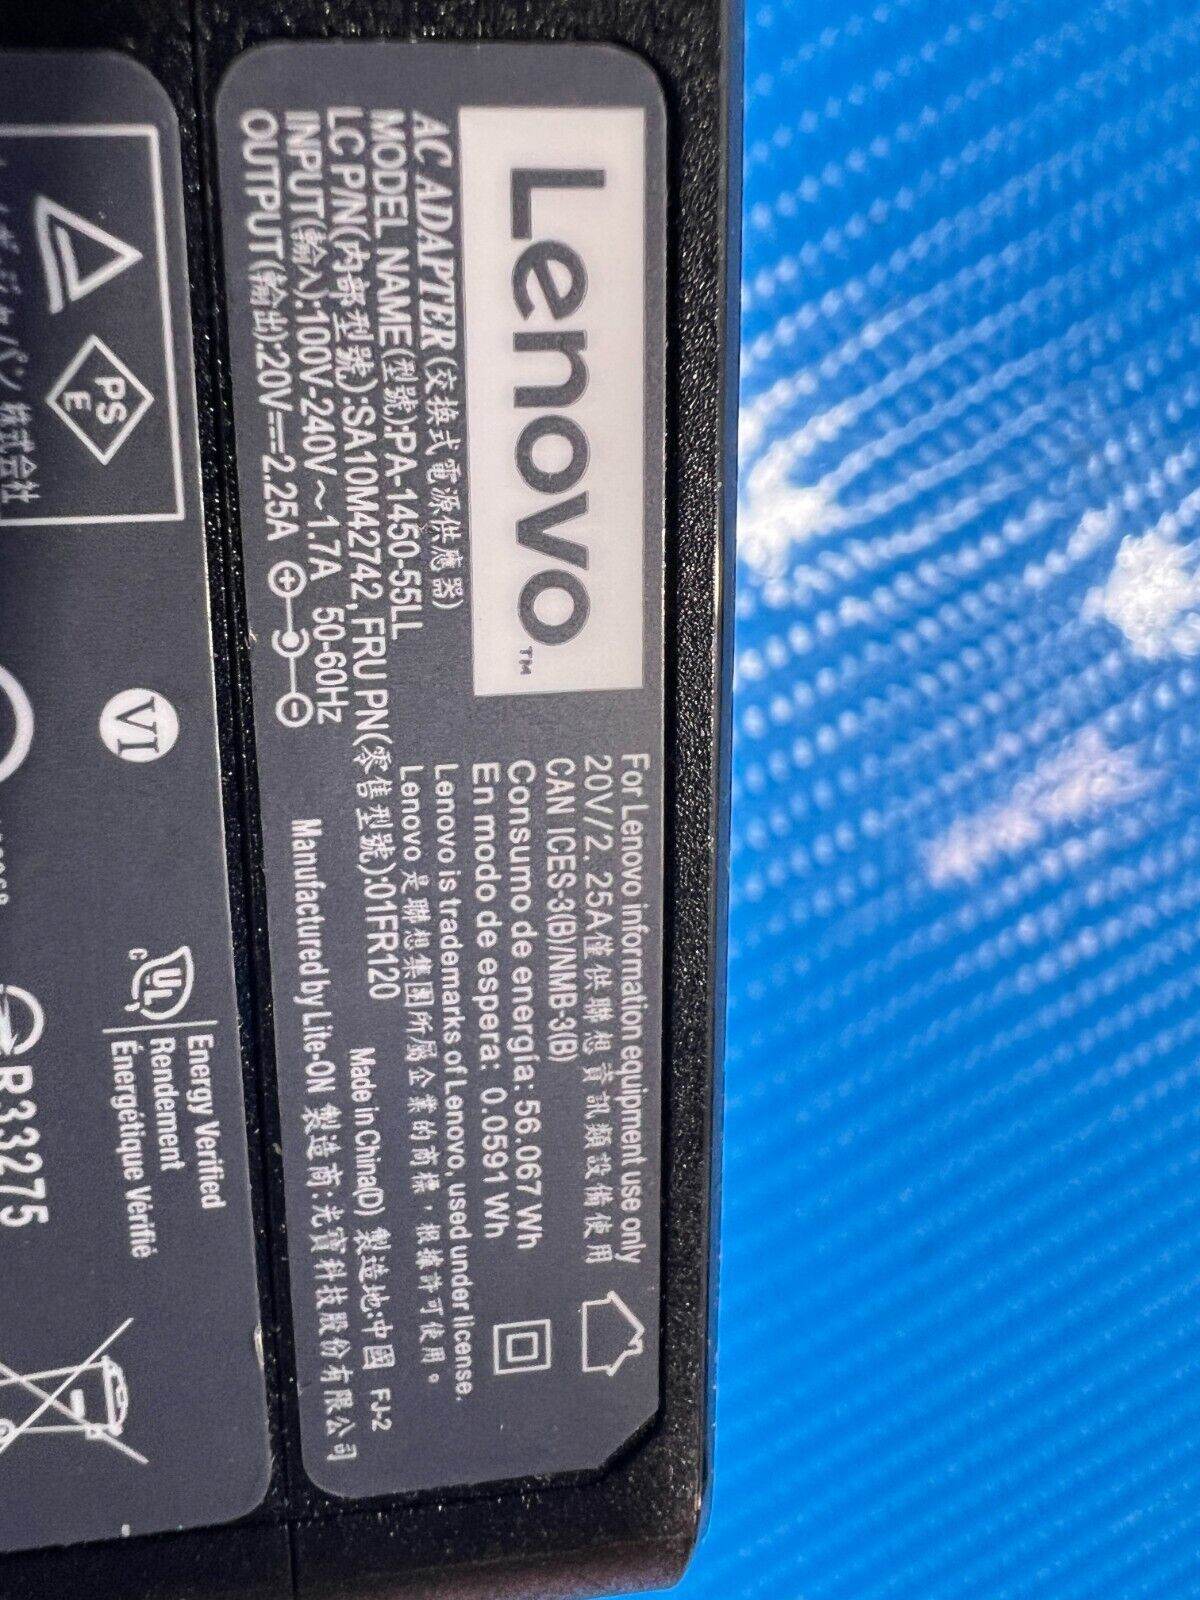 Lenovo™
AC ADAPTER(交換式電源供應器)
MODEL NAME(型號):PA-1450-55LL
LC P/N(內部型號):SA10M42742, FRU PN(零售型號):01FR120
INPUT(輸入):100V-240V～1.7A 50-60Hz
OUTPUT(輸出):20V⎓2.25A
For Lenovo information equipment use only
20V/2.25A僅供聯想資訊類設備使用
CAN ICES-3(B)/NMB-3(B)
Consumo de energía: 56.067 Wh
En modo de espera: 0.0591 Wh
Lenovo is trademarks of Lenovo, used under license.
Lenovo 是聯想集團所屬企業的商標，根據許可使用。
Made in China(D) 製造地:中國 FJ-2
Manufactured by Lite-ON 製造商:光寶科技股份有限公司
PS
E
株式会社
VI
c UL
Energy Verified
Rendement
Énergétique Vérifié
R33275